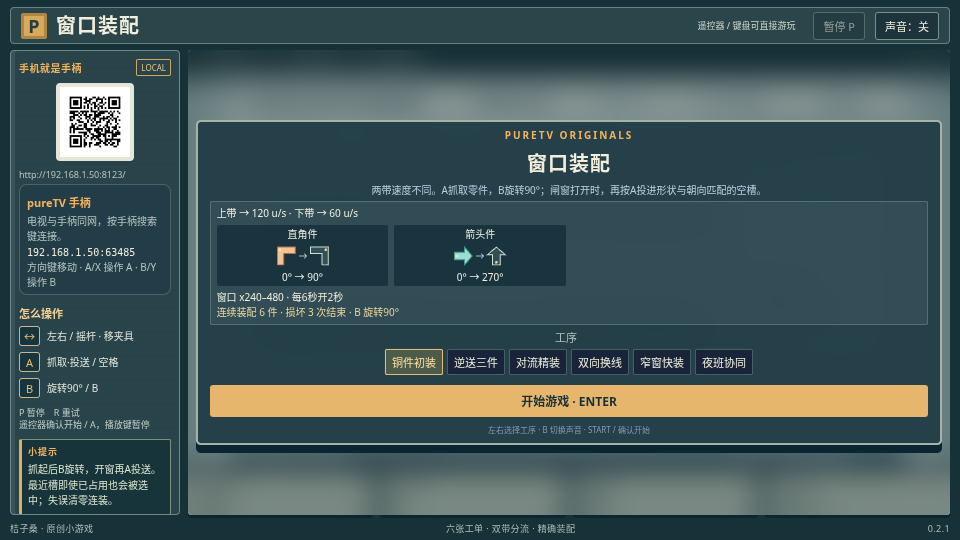 P 窗口装配
遥控器 / 键盘可直接游玩
暂停 P
声音: 关
手机就是手柄
LOCAL
http://192.168.1.50:8123/
pureTV 手柄
电视与手柄同网，按手柄搜索
键连接。
192.168.1.50:63485
方向键移动 · A/X 操作 A · B/Y
操作 B
怎么操作
↔ 左右 / 摇杆 · 移夹具
A 抓取·投送 / 空格
B 旋转90° / B
P 暂停 R 重试
遥控器确认开始 / A，播放键暂停
小提示
抓起后B旋转，开窗再A投送。
最近槽即使已占用也会被选
中；失误清零连装。
PURETV ORIGINALS
窗口装配
两带速度不同。A抓取零件，B旋转90°；闸窗打开时，再按A投进形状与朝向匹配的空槽。
上带 → 120 u/s · 下带 → 60 u/s
直角件
→
0° → 90°
箭头件
→
0° → 270°
窗口 x240–480 · 每6秒开2秒
连续装配 6 件 · 损坏 3 次结束 · B 旋转90°
工序
铜件初装
逆送三件
对流精装
双向换线
窄窗快装
夜班协同
开始游戏 · ENTER
左右选择工序 · B 切换声音 · START / 确认开始
桔子桑 · 原创小游戏
六张工单 · 双带分流 · 精确装配
0.2.1